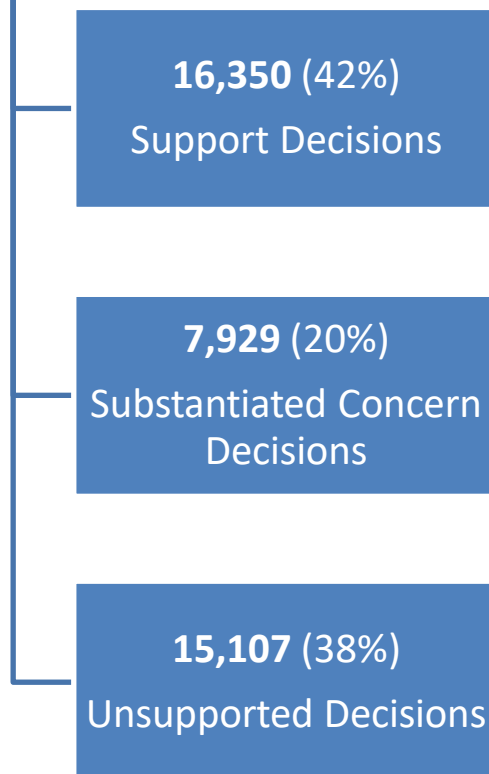 16,350 (42%)
Support Decisions
7,929 (20%)
Substantiated Concern
Decisions
15,107 (38%)
Unsupported Decisions